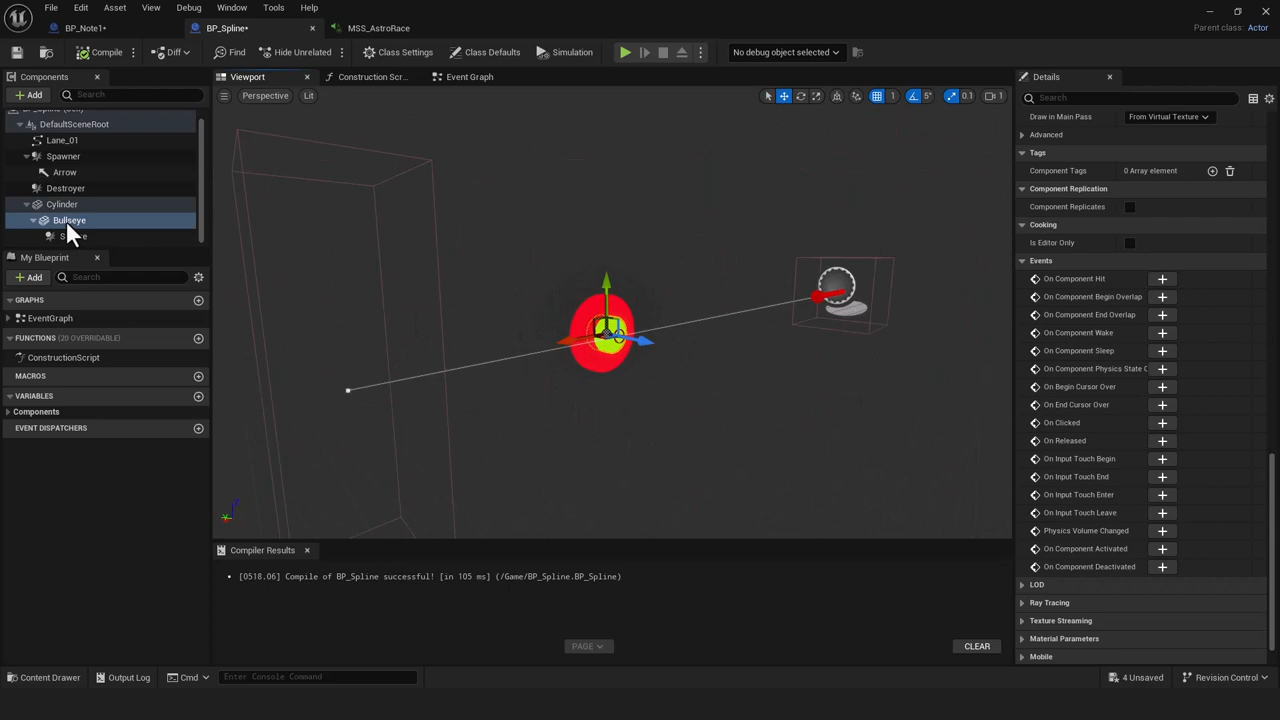 File Edit Asset View Debug Window Tools Help
BP_Note1* BP_Spline* MSS_AstroRace
Parent class: Actor
Compile Diff Find Hide Unrelated Class Settings Class Defaults Simulation No debug object selected
Components
Add Search
DefaultSceneRoot
Lane_01
Spawner
Arrow
Destroyer
Cylinder
Bullseye
My Blueprint
Add Search
GRAPHS
EventGraph
FUNCTIONS (20 OVERRIDABLE)
ConstructionScript
MACROS
VARIABLES
Components
EVENT DISPATCHERS
Viewport Construction Scr... Event Graph
Perspective Lit 1 5° 0.1 1
Compiler Results
[0518.06] Compile of BP_Spline successful! [in 105 ms] (/Game/BP_Spline.BP_Spline)
PAGE CLEAR
Details
Search
Draw in Main Pass From Virtual Texture
Advanced
Tags
Component Tags 0 Array element
Component Replication
Component Replicates
Cooking
Is Editor Only
Events
On Component Hit
On Component Begin Overlap
On Component End Overlap
On Component Wake
On Component Sleep
On Component Physics State C
On Begin Cursor Over
On End Cursor Over
On Clicked
On Released
On Input Touch Begin
On Input Touch End
On Input Touch Enter
On Input Touch Leave
Physics Volume Changed
On Component Activated
On Component Deactivated
LOD
Ray Tracing
Texture Streaming
Material Parameters
Mobile
Content Drawer Output Log Cmd Enter Console Command 4 Unsaved Revision Control